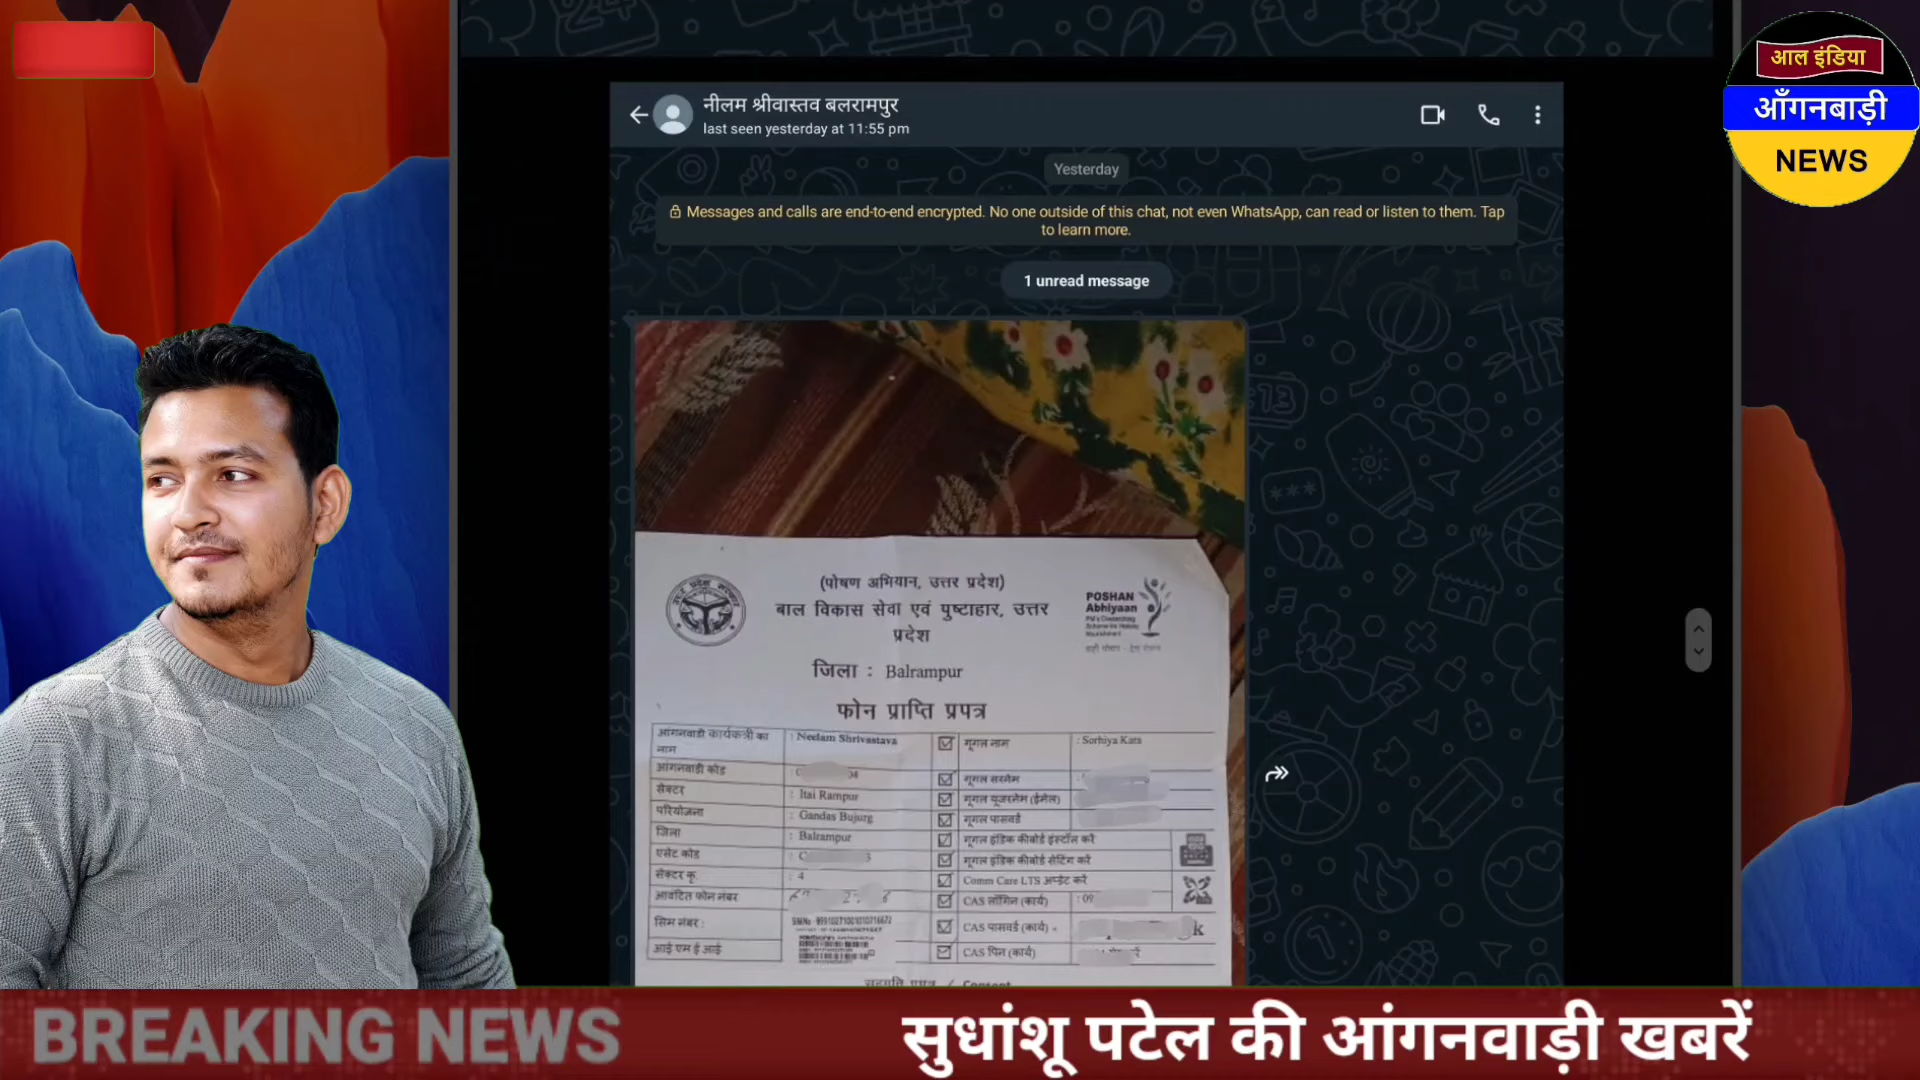 आल इंडिया
आँगनबाड़ी
NEWS
नीलम श्रीवास्तव बलरामपुर
last seen yesterday at 11:55 pm
Yesterday
Messages and calls are end-to-end encrypted. No one outside of this chat, not even WhatsApp, can read or listen to them. Tap
to learn more.
1 unread message
(पोषण अभियान, उत्तर प्रदेश)
बाल विकास सेवा एवं पुष्टाहार, उत्तर
प्रदेश
POSHAN
Abhiyaan
जिला : Balrampur
फोन प्राप्ति प्रपत्र
आंगनवाडी कार्यकत्री का नाम : Neelam Shrivastava गूगल नाम : Sorhiya Kata
आंगनवाडी कोड गूगल सरनेम
सेक्टर : Itai Rampur गूगल यूजरनेम (ईमेल)
परियोजना : Gandas Bujurg गूगल पासवर्ड
जिला : Balrampur गूगल इंडिक कीबोर्ड इंस्टॉल करें
एसेट कोड गूगल इंडिक कीबोर्ड सेटिंग करें
सेक्टर कृ : 4 Comm Care LTS अप्डेट करें
आवंटित फोन नंबर CAS लॉगिन (कार्य) : 09
सिम नंबर : CAS पासवर्ड (कार्य)
आई एम ई आई CAS पिन (कार्य)
BREAKING NEWS
सुधांशू पटेल की आंगनवाड़ी खबरें